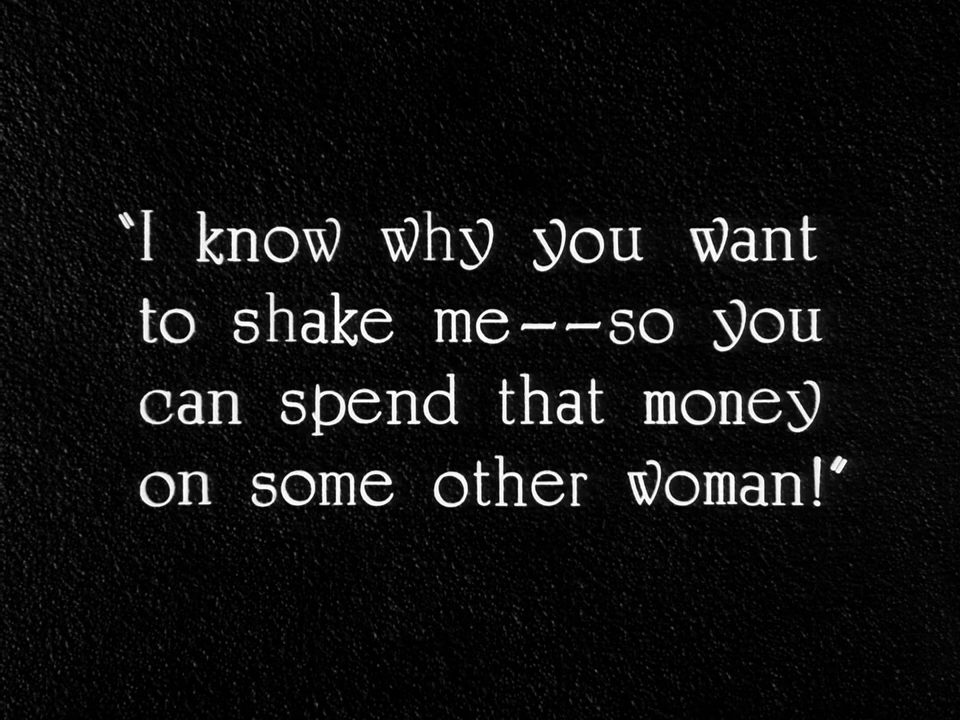 "I know why you want
to shake me——so you
can spend that money
on some other woman!"